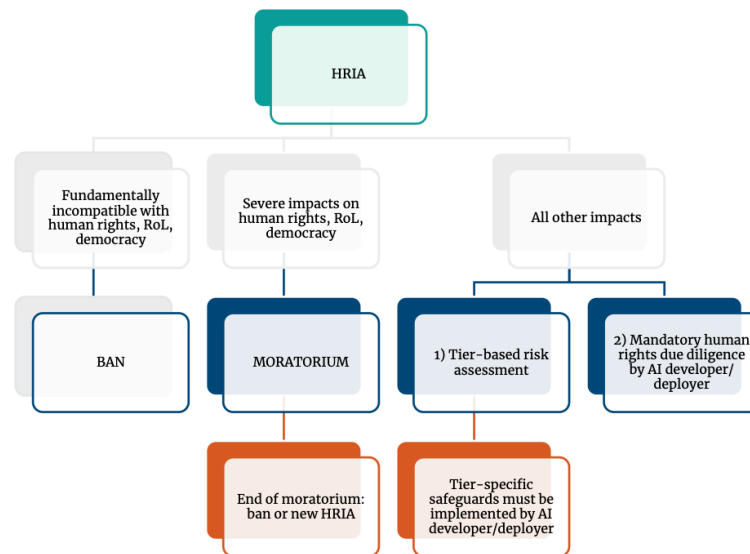 HRIA
Fundamentally
incompatible with
human rights, RoL,
democracy
Severe impacts on
human rights, RoL,
democracy
All other impacts
BAN
MORATORIUM
1) Tier-based risk
assessment
2) Mandatory human
rights due diligence
by AI developer/
deployer
End of moratorium:
ban or new HRIA
Tier-specific
safeguards must be
implemented by AI
developer/deployer